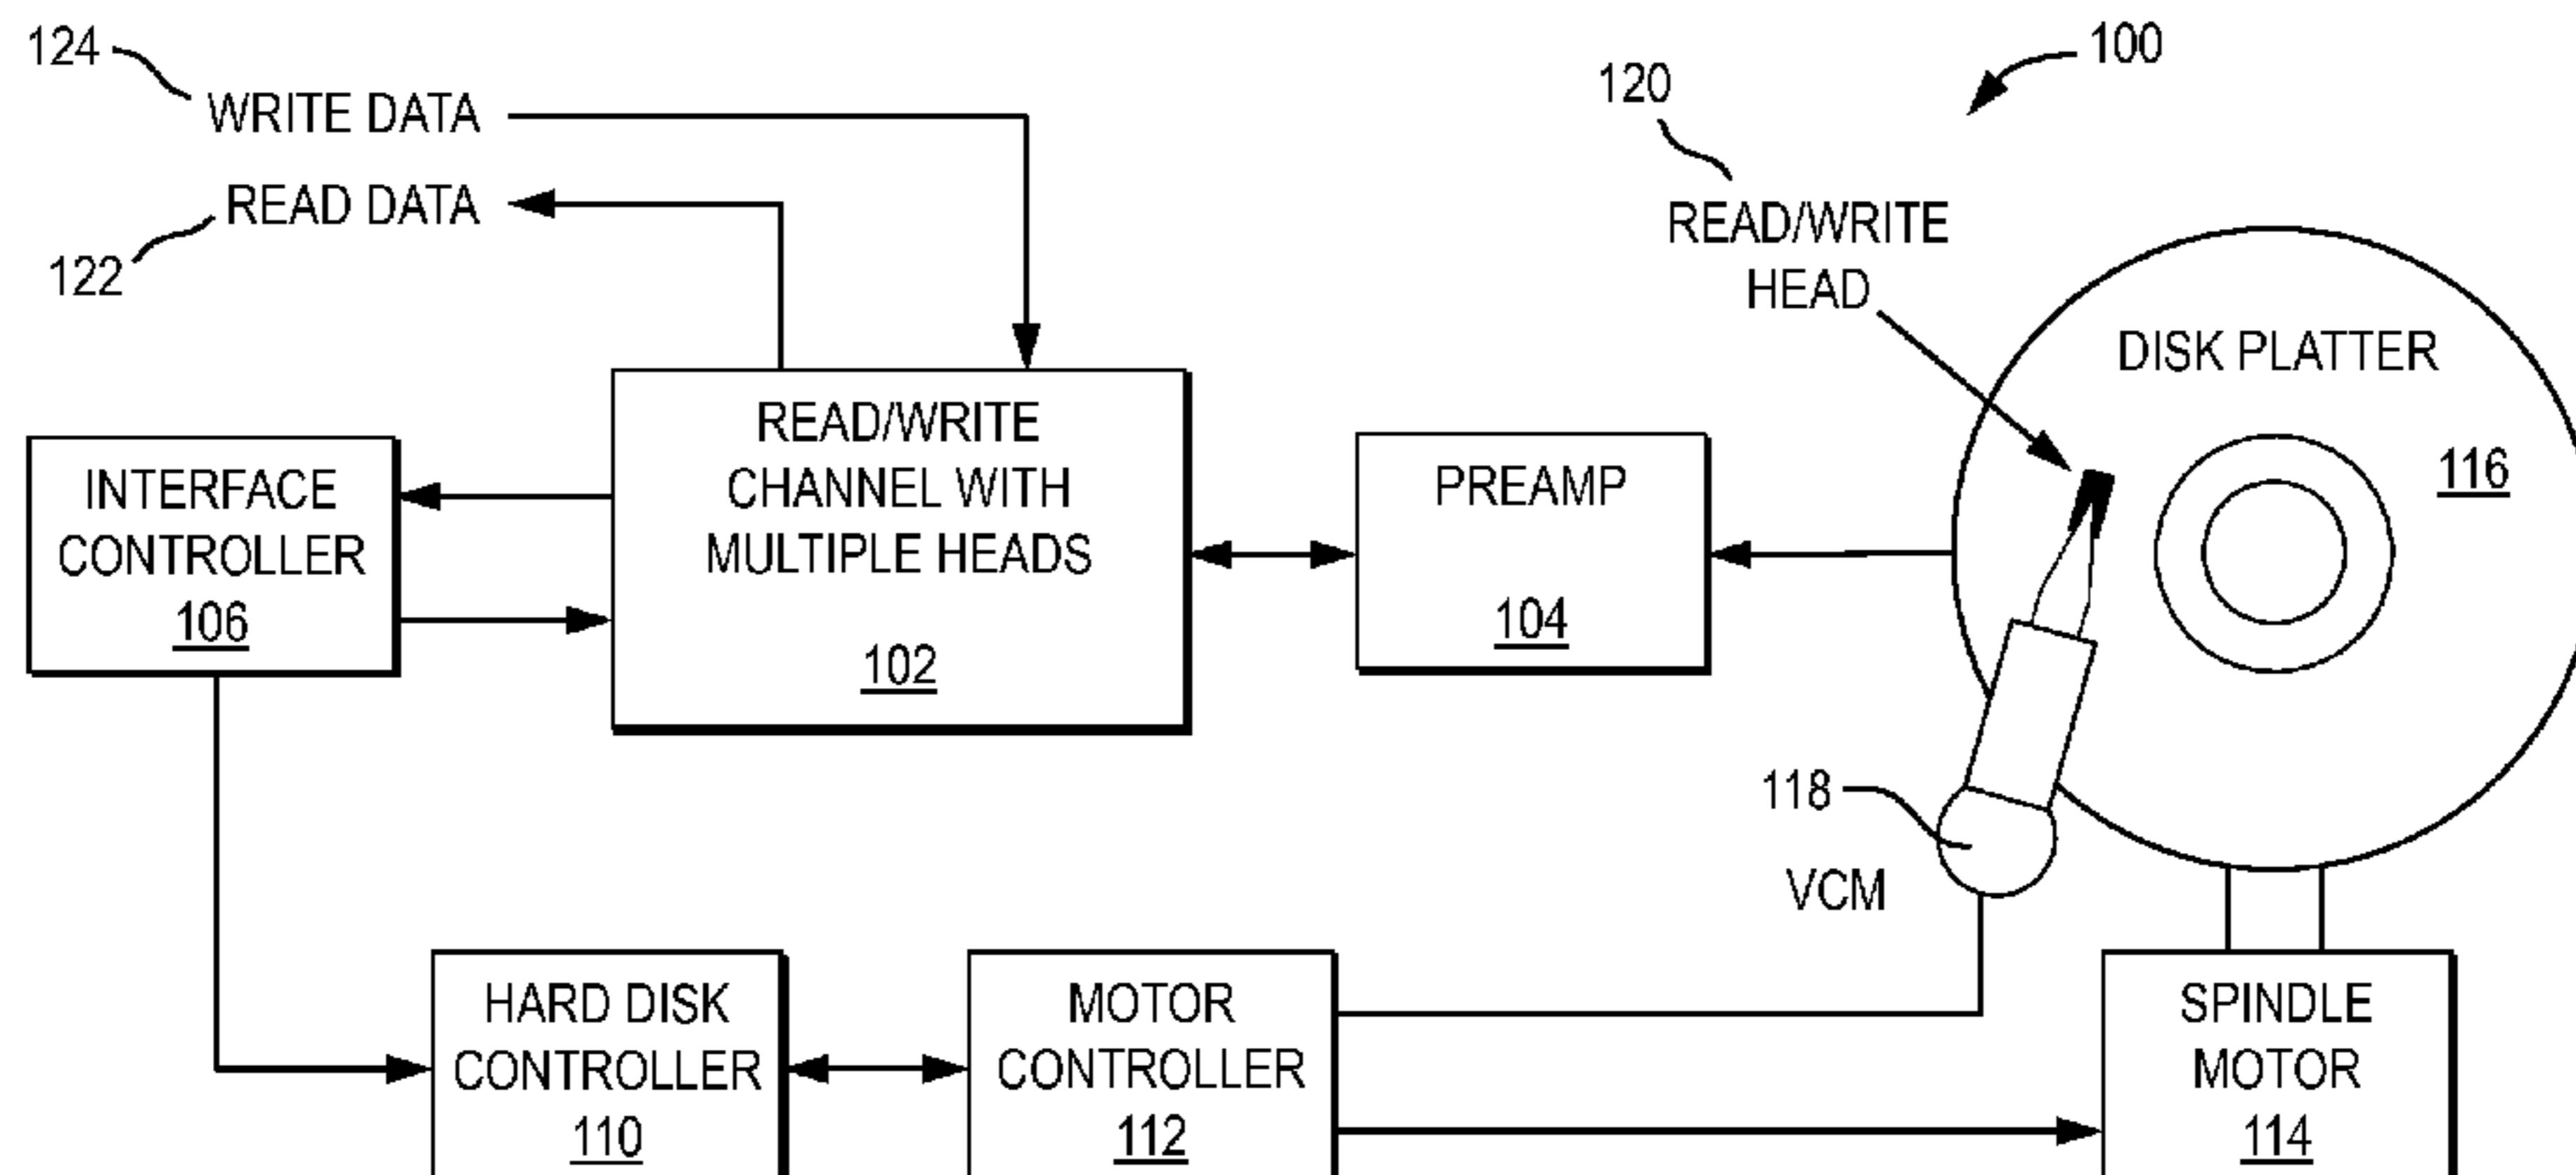 124
WRITE DATA
READ DATA
122
100
120
READ/WRITE
HEAD
DISK PLATTER
116
READ/WRITE
CHANNEL WITH
MULTIPLE HEADS
102
INTERFACE
CONTROLLER
106
PREAMP
104
118
VCM
HARD DISK
CONTROLLER
110
MOTOR
CONTROLLER
112
SPINDLE
MOTOR
114